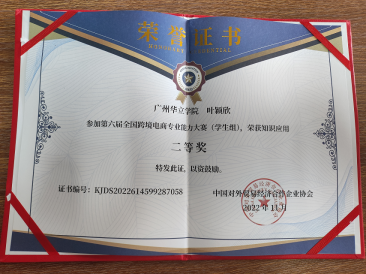 荣誉证书
HONORARY CREDENTIAL
广州华立学院 叶颖欣
参加第六届全国跨境电商专业能力大赛（学生组），荣获知识应用
二等奖
特发此证，以资鼓励。
证书编号：KJDS2022614599287058
中国对外贸易经济合作企业协会
2022年11月